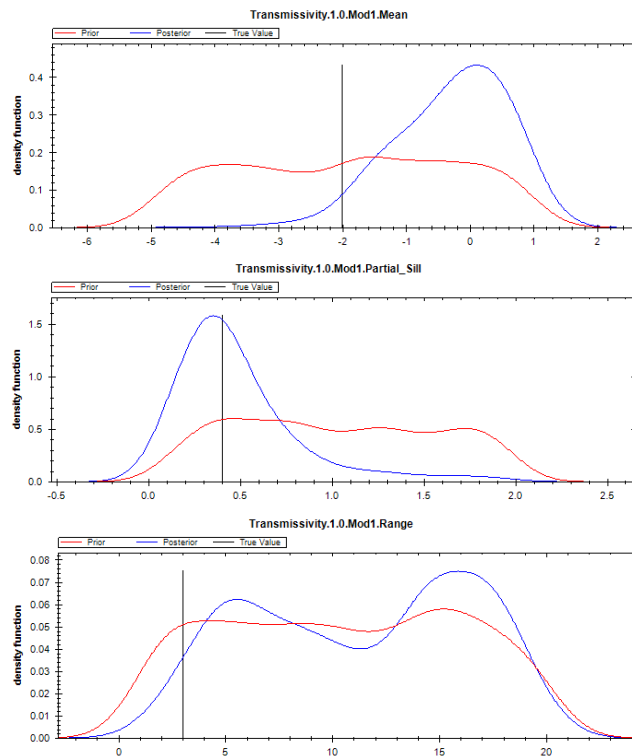 Transmissivity.1.0.Mod1.Mean
Prior Posterior True Value
density function
0.4
0.3
0.2
0.1
0.0
-6 -5 -4 -3 -2 -1 0 1 2
Transmissivity.1.0.Mod1.Partial_Sill
Prior Posterior True Value
density function
1.5
1.0
0.5
0.0
-0.5 0.0 0.5 1.0 1.5 2.0 2.5
Transmissivity.1.0.Mod1.Range
Prior Posterior True Value
density function
0.08
0.07
0.06
0.05
0.04
0.03
0.02
0.01
0.00
0 5 10 15 20